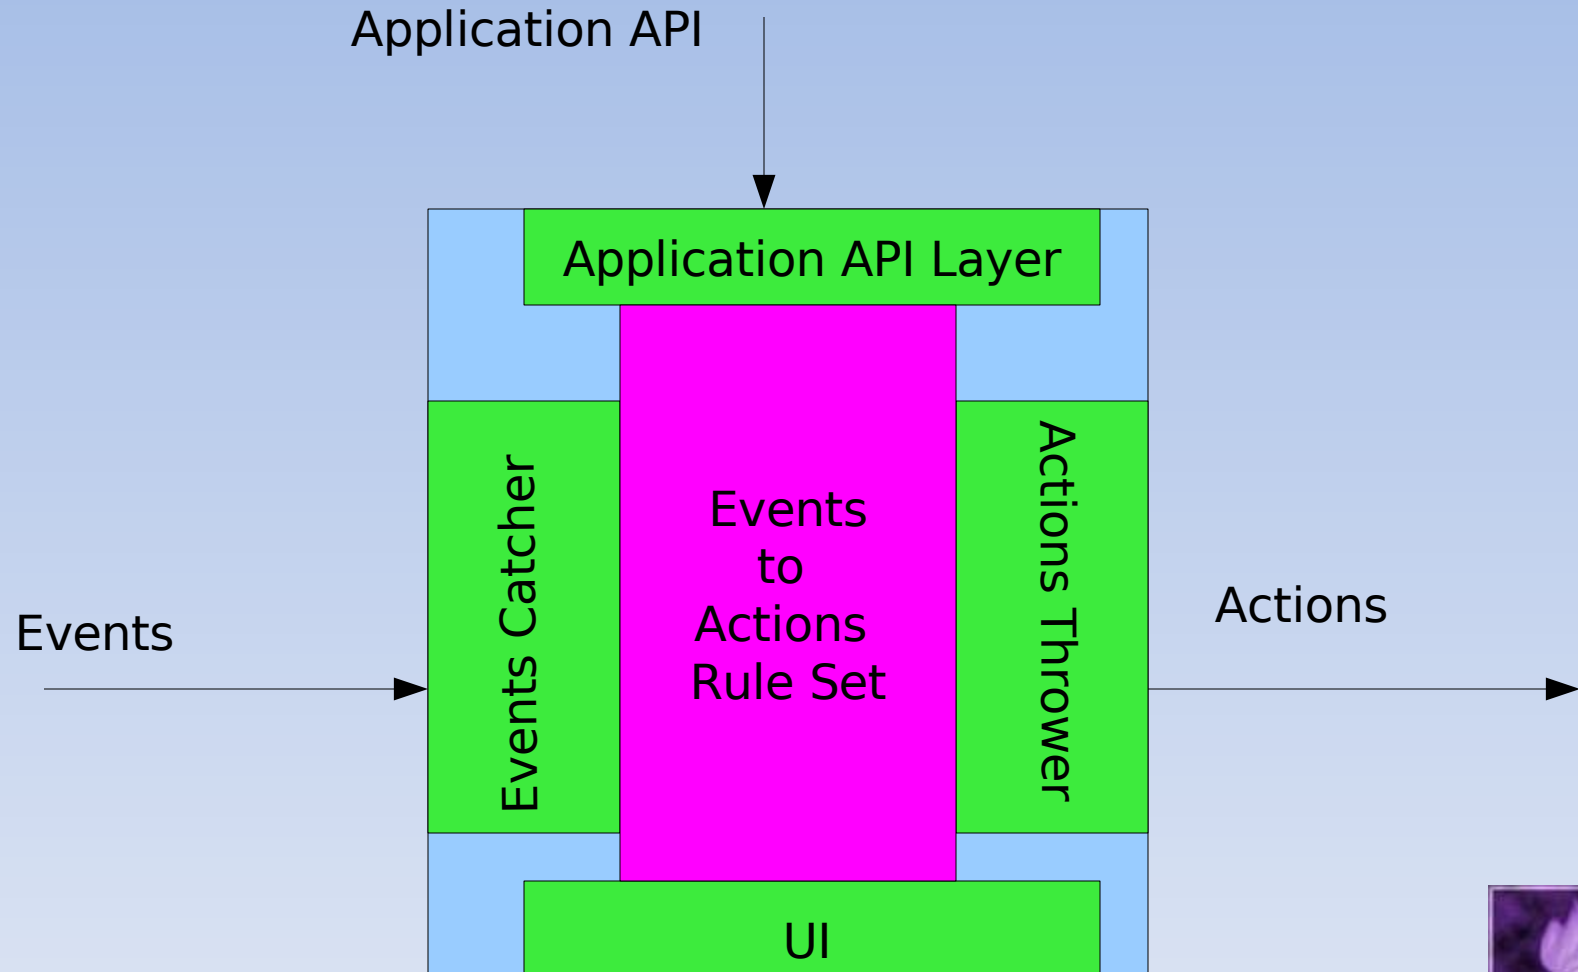 Application API
Application API Layer
Events Catcher
Events
to
Actions
Rule Set
Actions Thrower
Events
Actions
UI